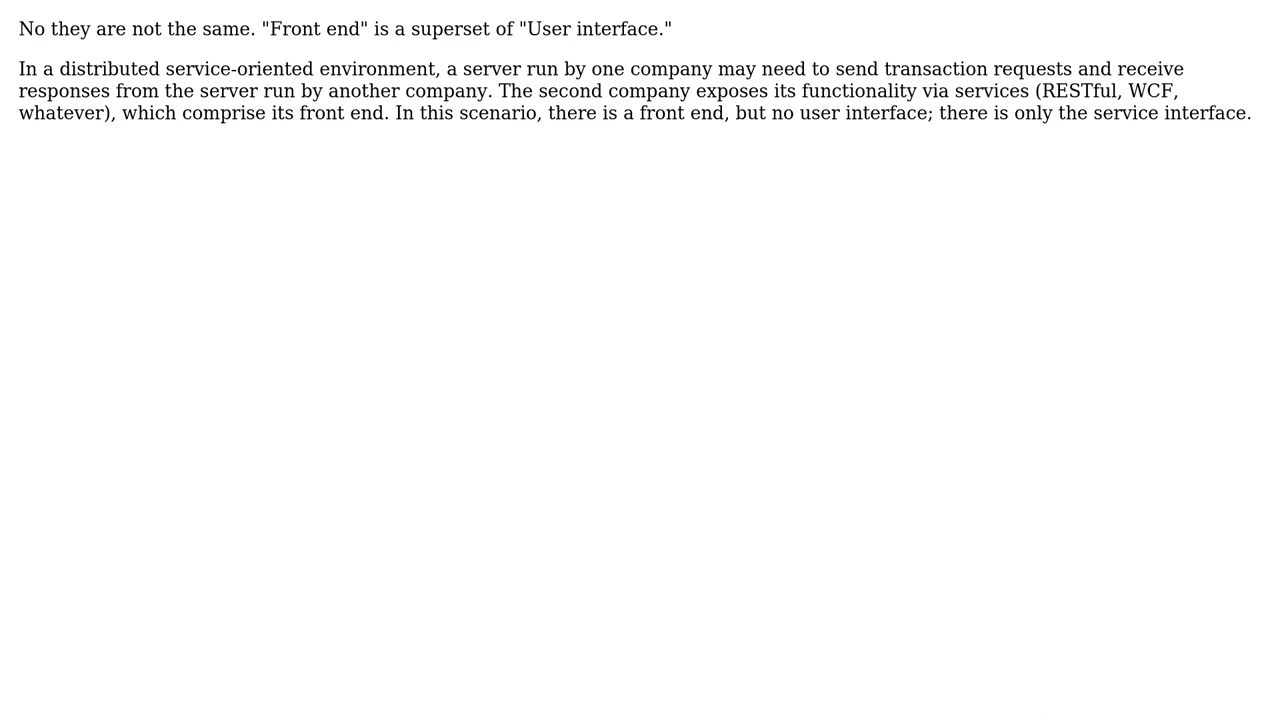 No they are not the same. "Front end" is a superset of "User interface."
In a distributed service-oriented environment, a server run by one company may need to send transaction requests and receive
responses from the server run by another company. The second company exposes its functionality via services (RESTful, WCF,
whatever), which comprise its front end. In this scenario, there is a front end, but no user interface; there is only the service interface.